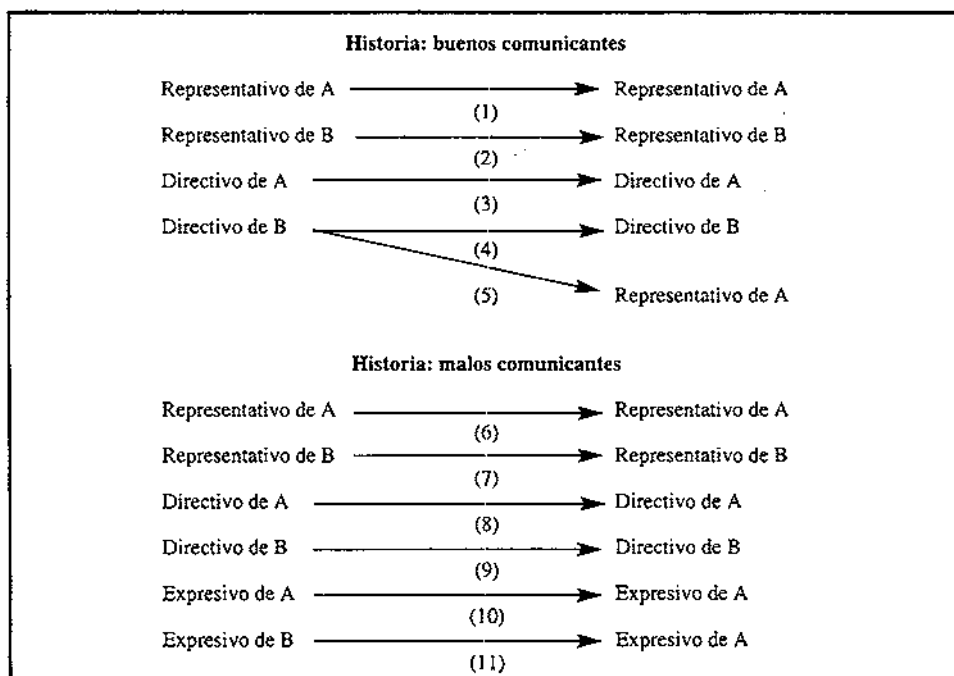 Historia: buenos comunicantes
Representativo de A Representativo de A
(1)
Representativo de B Representativo de B
(2)
Directivo de A Directivo de A
(3)
Directivo de B Directivo de B
(4)
(5) Representativo de A
Historia: malos comunicantes
Representativo de A Representativo de A
(6)
Representativo de B Representativo de B
(7)
Directivo de A Directivo de A
(8)
Directivo de B Directivo de B
(9)
Expresivo de A Expresivo de A
(10)
Expresivo de B Expresivo de A
(11)